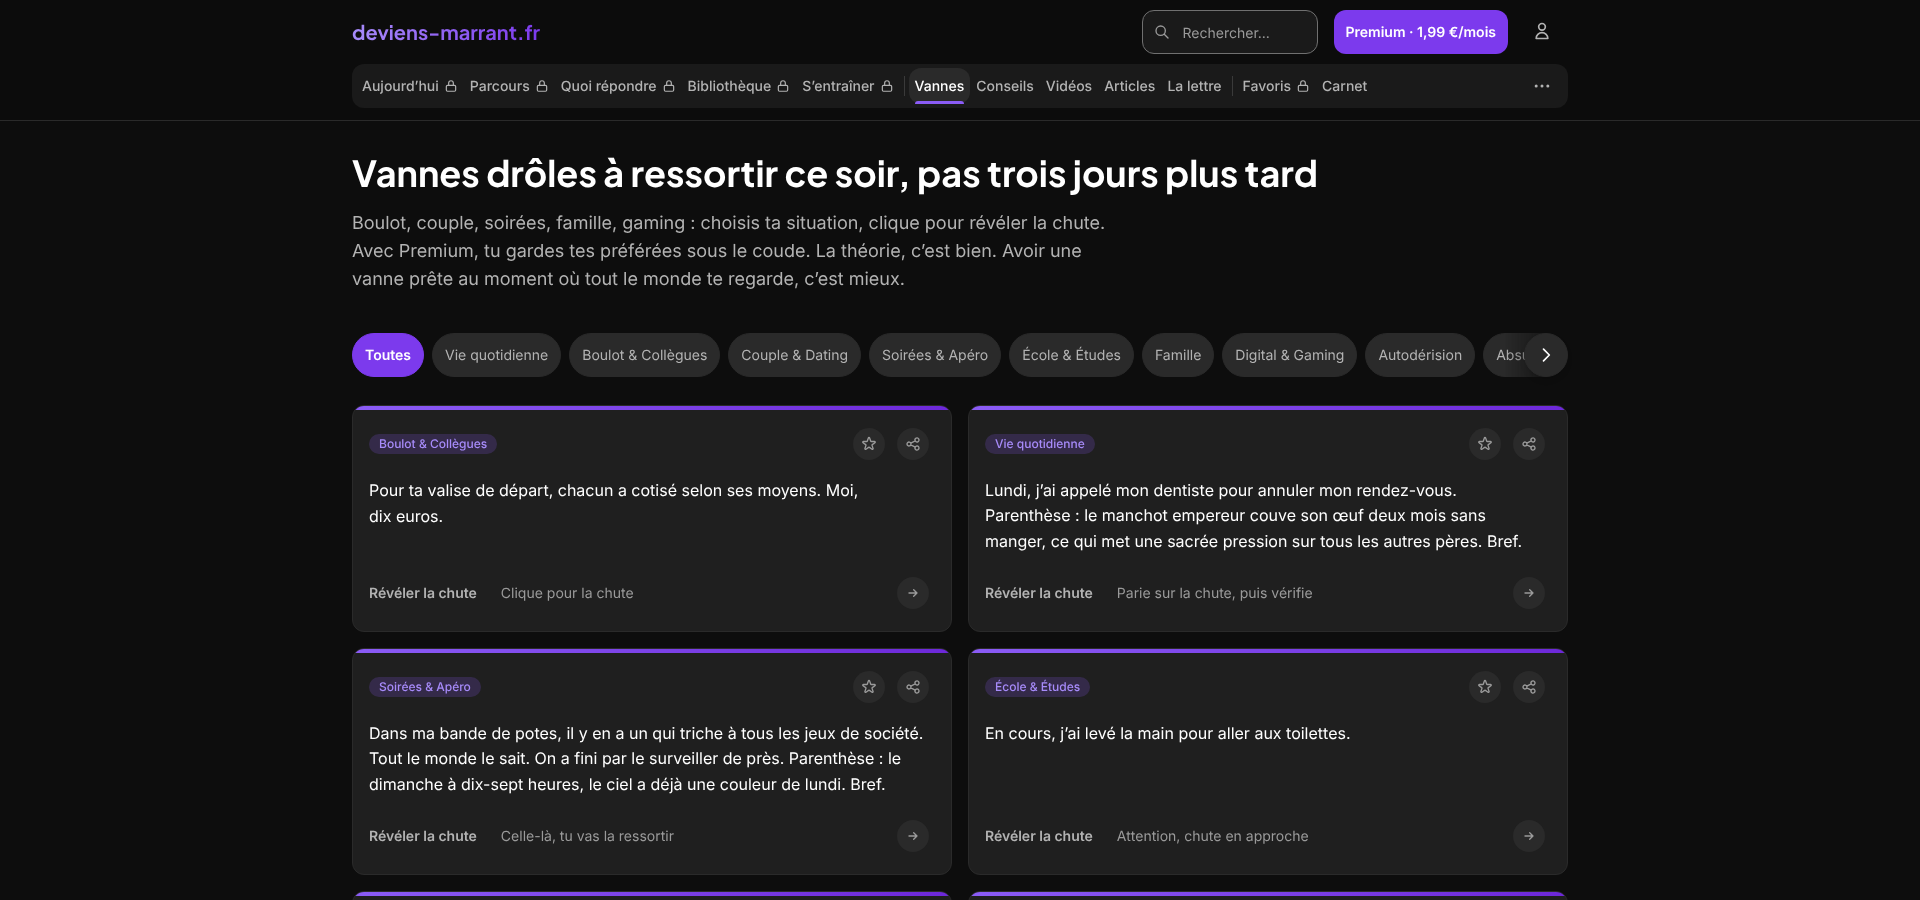 deviens-marrant.fr
Rechercher...
Premium · 1,99 €/mois
Aujourd’hui Parcours Quoi répondre Bibliothèque S’entraîner Vannes Conseils Vidéos Articles La lettre Favoris Carnet
Vannes drôles à ressortir ce soir, pas trois jours plus tard
Boulot, couple, soirées, famille, gaming : choisis ta situation, clique pour révéler la chute.
Avec Premium, tu gardes tes préférées sous le coude. La théorie, c’est bien. Avoir une
vanne prête au moment où tout le monde te regarde, c’est mieux.
Toutes Vie quotidienne Boulot & Collègues Couple & Dating Soirées & Apéro École & Études Famille Digital & Gaming Autodérision
Boulot & Collègues
Pour ta valise de départ, chacun a cotisé selon ses moyens. Moi,
dix euros.
Révéler la chute Clique pour la chute
Vie quotidienne
Lundi, j’ai appelé mon dentiste pour annuler mon rendez-vous.
Parenthèse : le manchot empereur couve son œuf deux mois sans
manger, ce qui met une sacrée pression sur tous les autres pères. Bref.
Révéler la chute Parie sur la chute, puis vérifie
Soirées & Apéro
Dans ma bande de potes, il y en a un qui triche à tous les jeux de société.
Tout le monde le sait. On a fini par le surveiller de près. Parenthèse : le
dimanche à dix-sept heures, le ciel a déjà une couleur de lundi. Bref.
Révéler la chute Celle-là, tu vas la ressortir
École & Études
En cours, j’ai levé la main pour aller aux toilettes.
Révéler la chute Attention, chute en approche